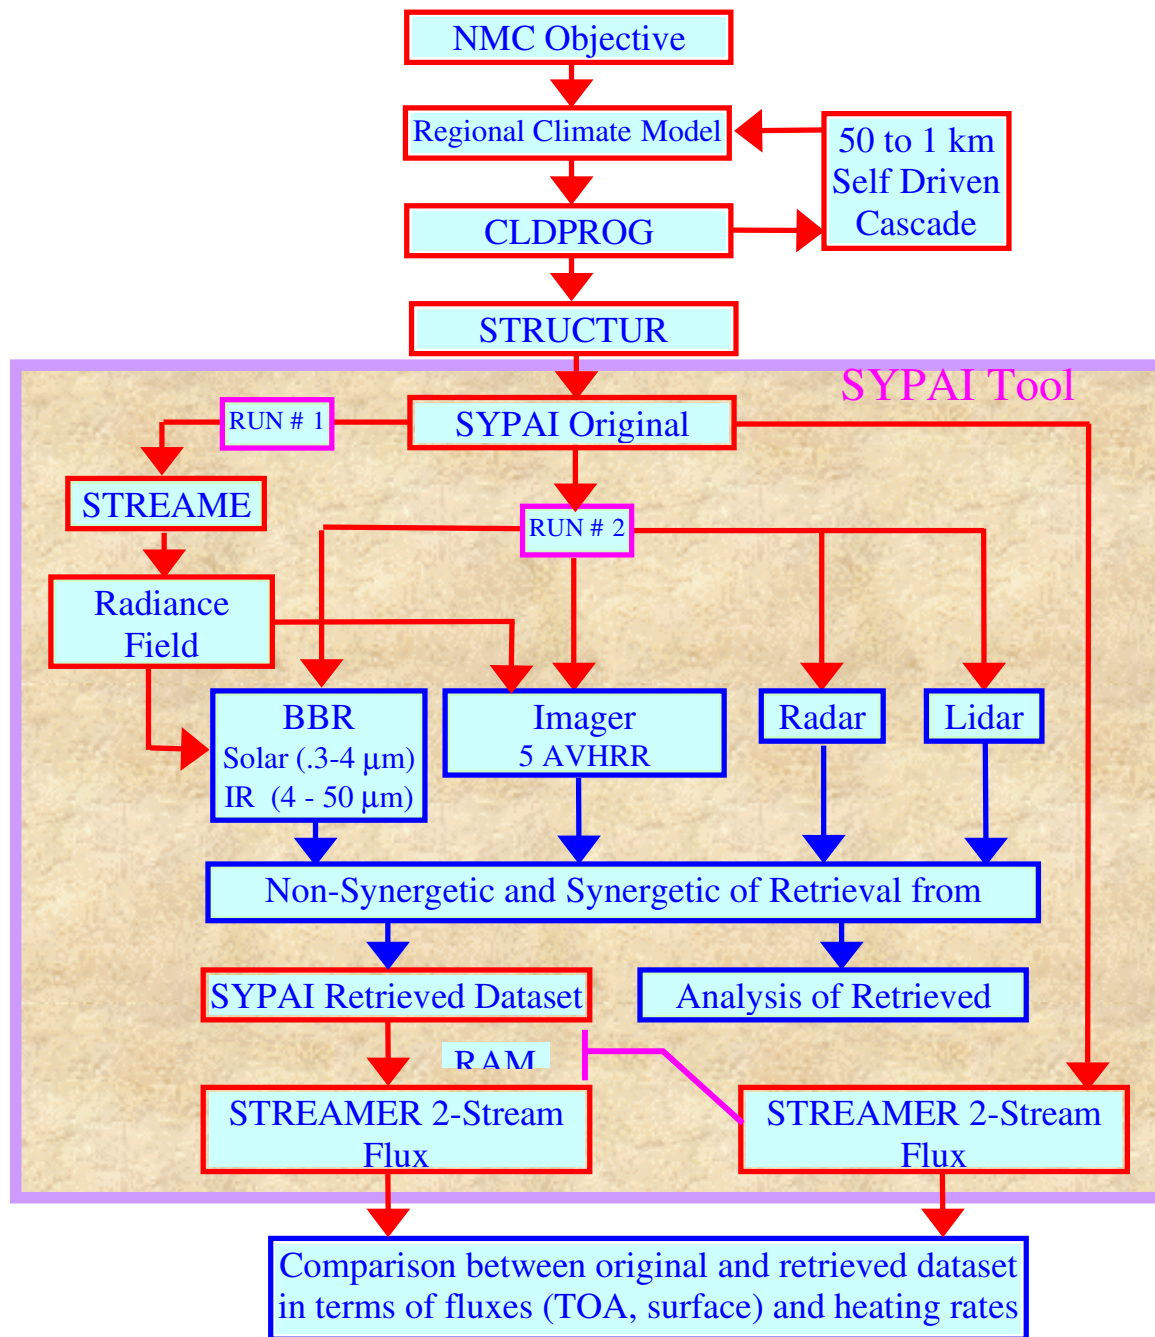 NMC Objective
Regional Climate Model
50 to 1 km
Self Driven
Cascade
CLDPROG
STRUCTUR
SYPAI Tool
RUN # 1
SYPAI Original
STREAME
RUN # 2
Radiance
Field
BBR
Solar (.3-4 μm)
IR (4 - 50 μm)
Imager
5 AVHRR
Radar
Lidar
Non-Synergetic and Synergetic of Retrieval from
SYPAI Retrieved Dataset
Analysis of Retrieved
RAM
STREAMER 2-Stream
Flux
STREAMER 2-Stream
Flux
Comparison between original and retrieved dataset
in terms of fluxes (TOA, surface) and heating rates